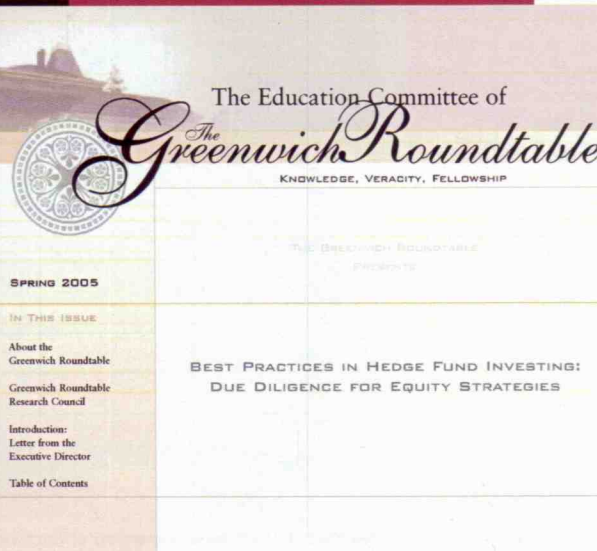 The Education Committee of
The
Greenwich Roundtable
KNOWLEDGE, VERACITY, FELLOWSHIP
THE GREENWICH ROUNDTABLE
PRESENTS
SPRING 2005
IN THIS ISSUE
About the
Greenwich Roundtable
Greenwich Roundtable
Research Council
Introduction:
Letter from the
Executive Director
Table of Contents
BEST PRACTICES IN HEDGE FUND INVESTING:
DUE DILIGENCE FOR EQUITY STRATEGIES